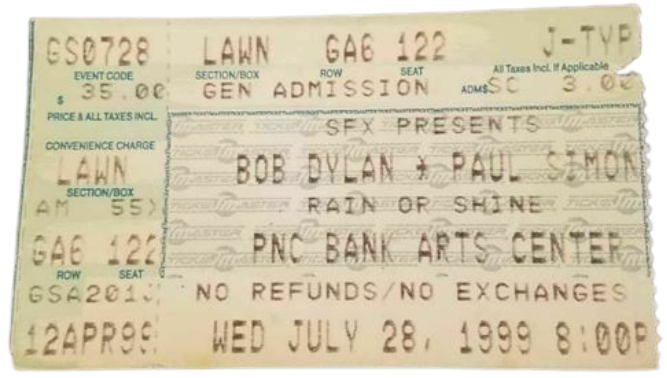 GS0728 LAWN GA6 122 J-TYP
EVENT CODE SECTION/BOX ROW SEAT All Taxes Incl. If Applicable
$ 35.00 GEN ADMISSION ADM$SC 3.00
PRICE & ALL TAXES INCL.
SFX PRESENTS
CONVENIENCE CHARGE
LAWN BOB DYLAN * PAUL SIMON
SECTION/BOX
AM 55X RAIN OR SHINE
GA6 122 PNC BANK ARTS CENTER
ROW SEAT
GSA201J NO REFUNDS/NO EXCHANGES
12APR99 WED JULY 28, 1999 8:00P